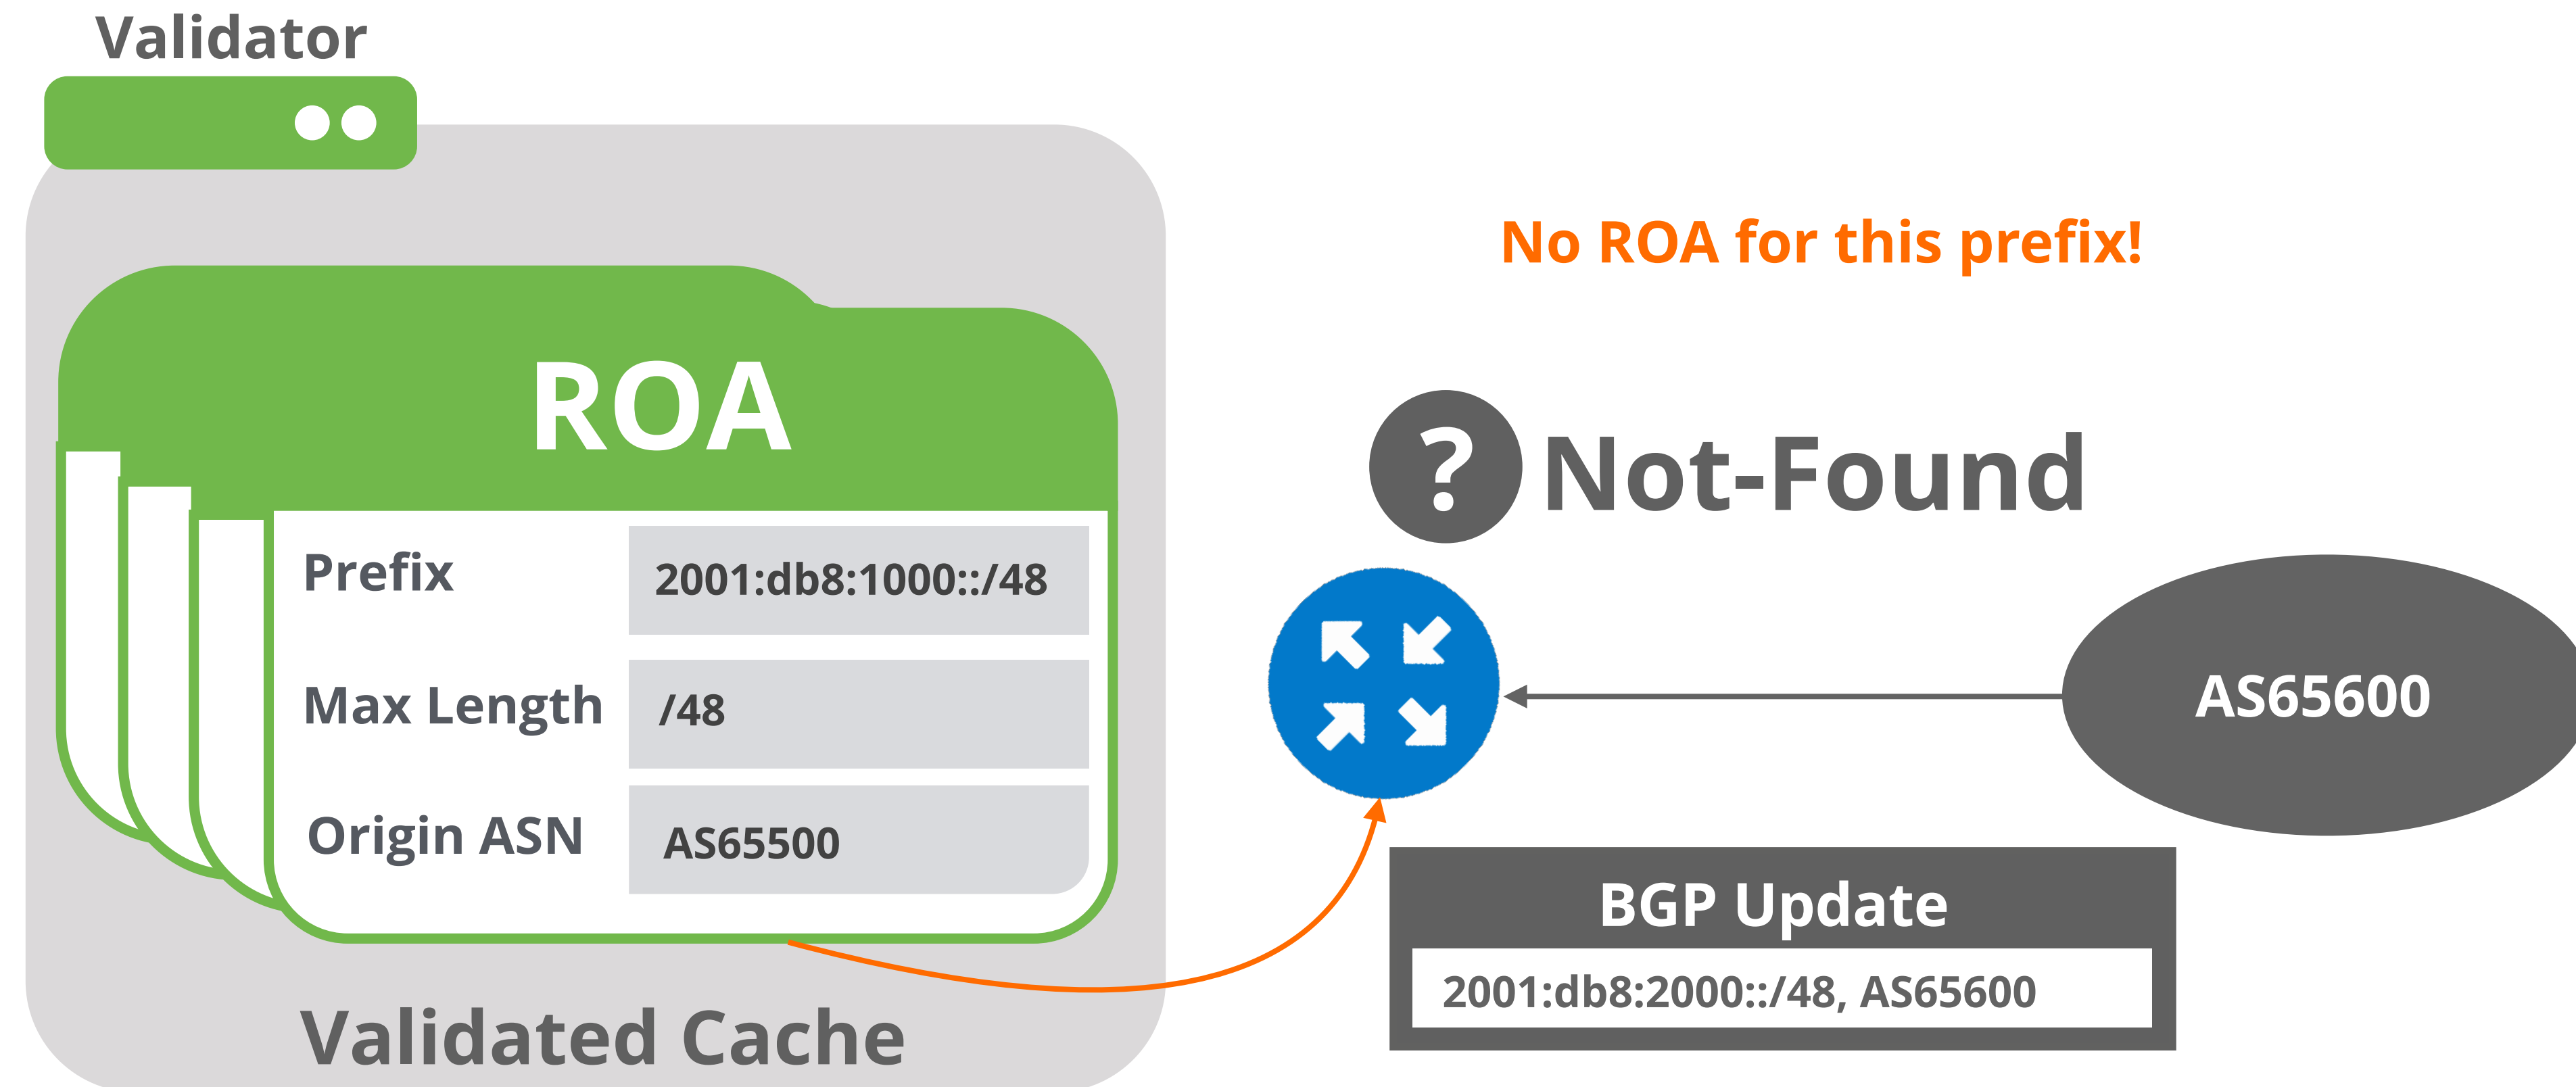 Validator
ROA
Prefix 2001:db8:1000::/48
Max Length /48
Origin ASN AS65500
Validated Cache
No ROA for this prefix!
? Not-Found
AS65600
BGP Update
2001:db8:2000::/48, AS65600